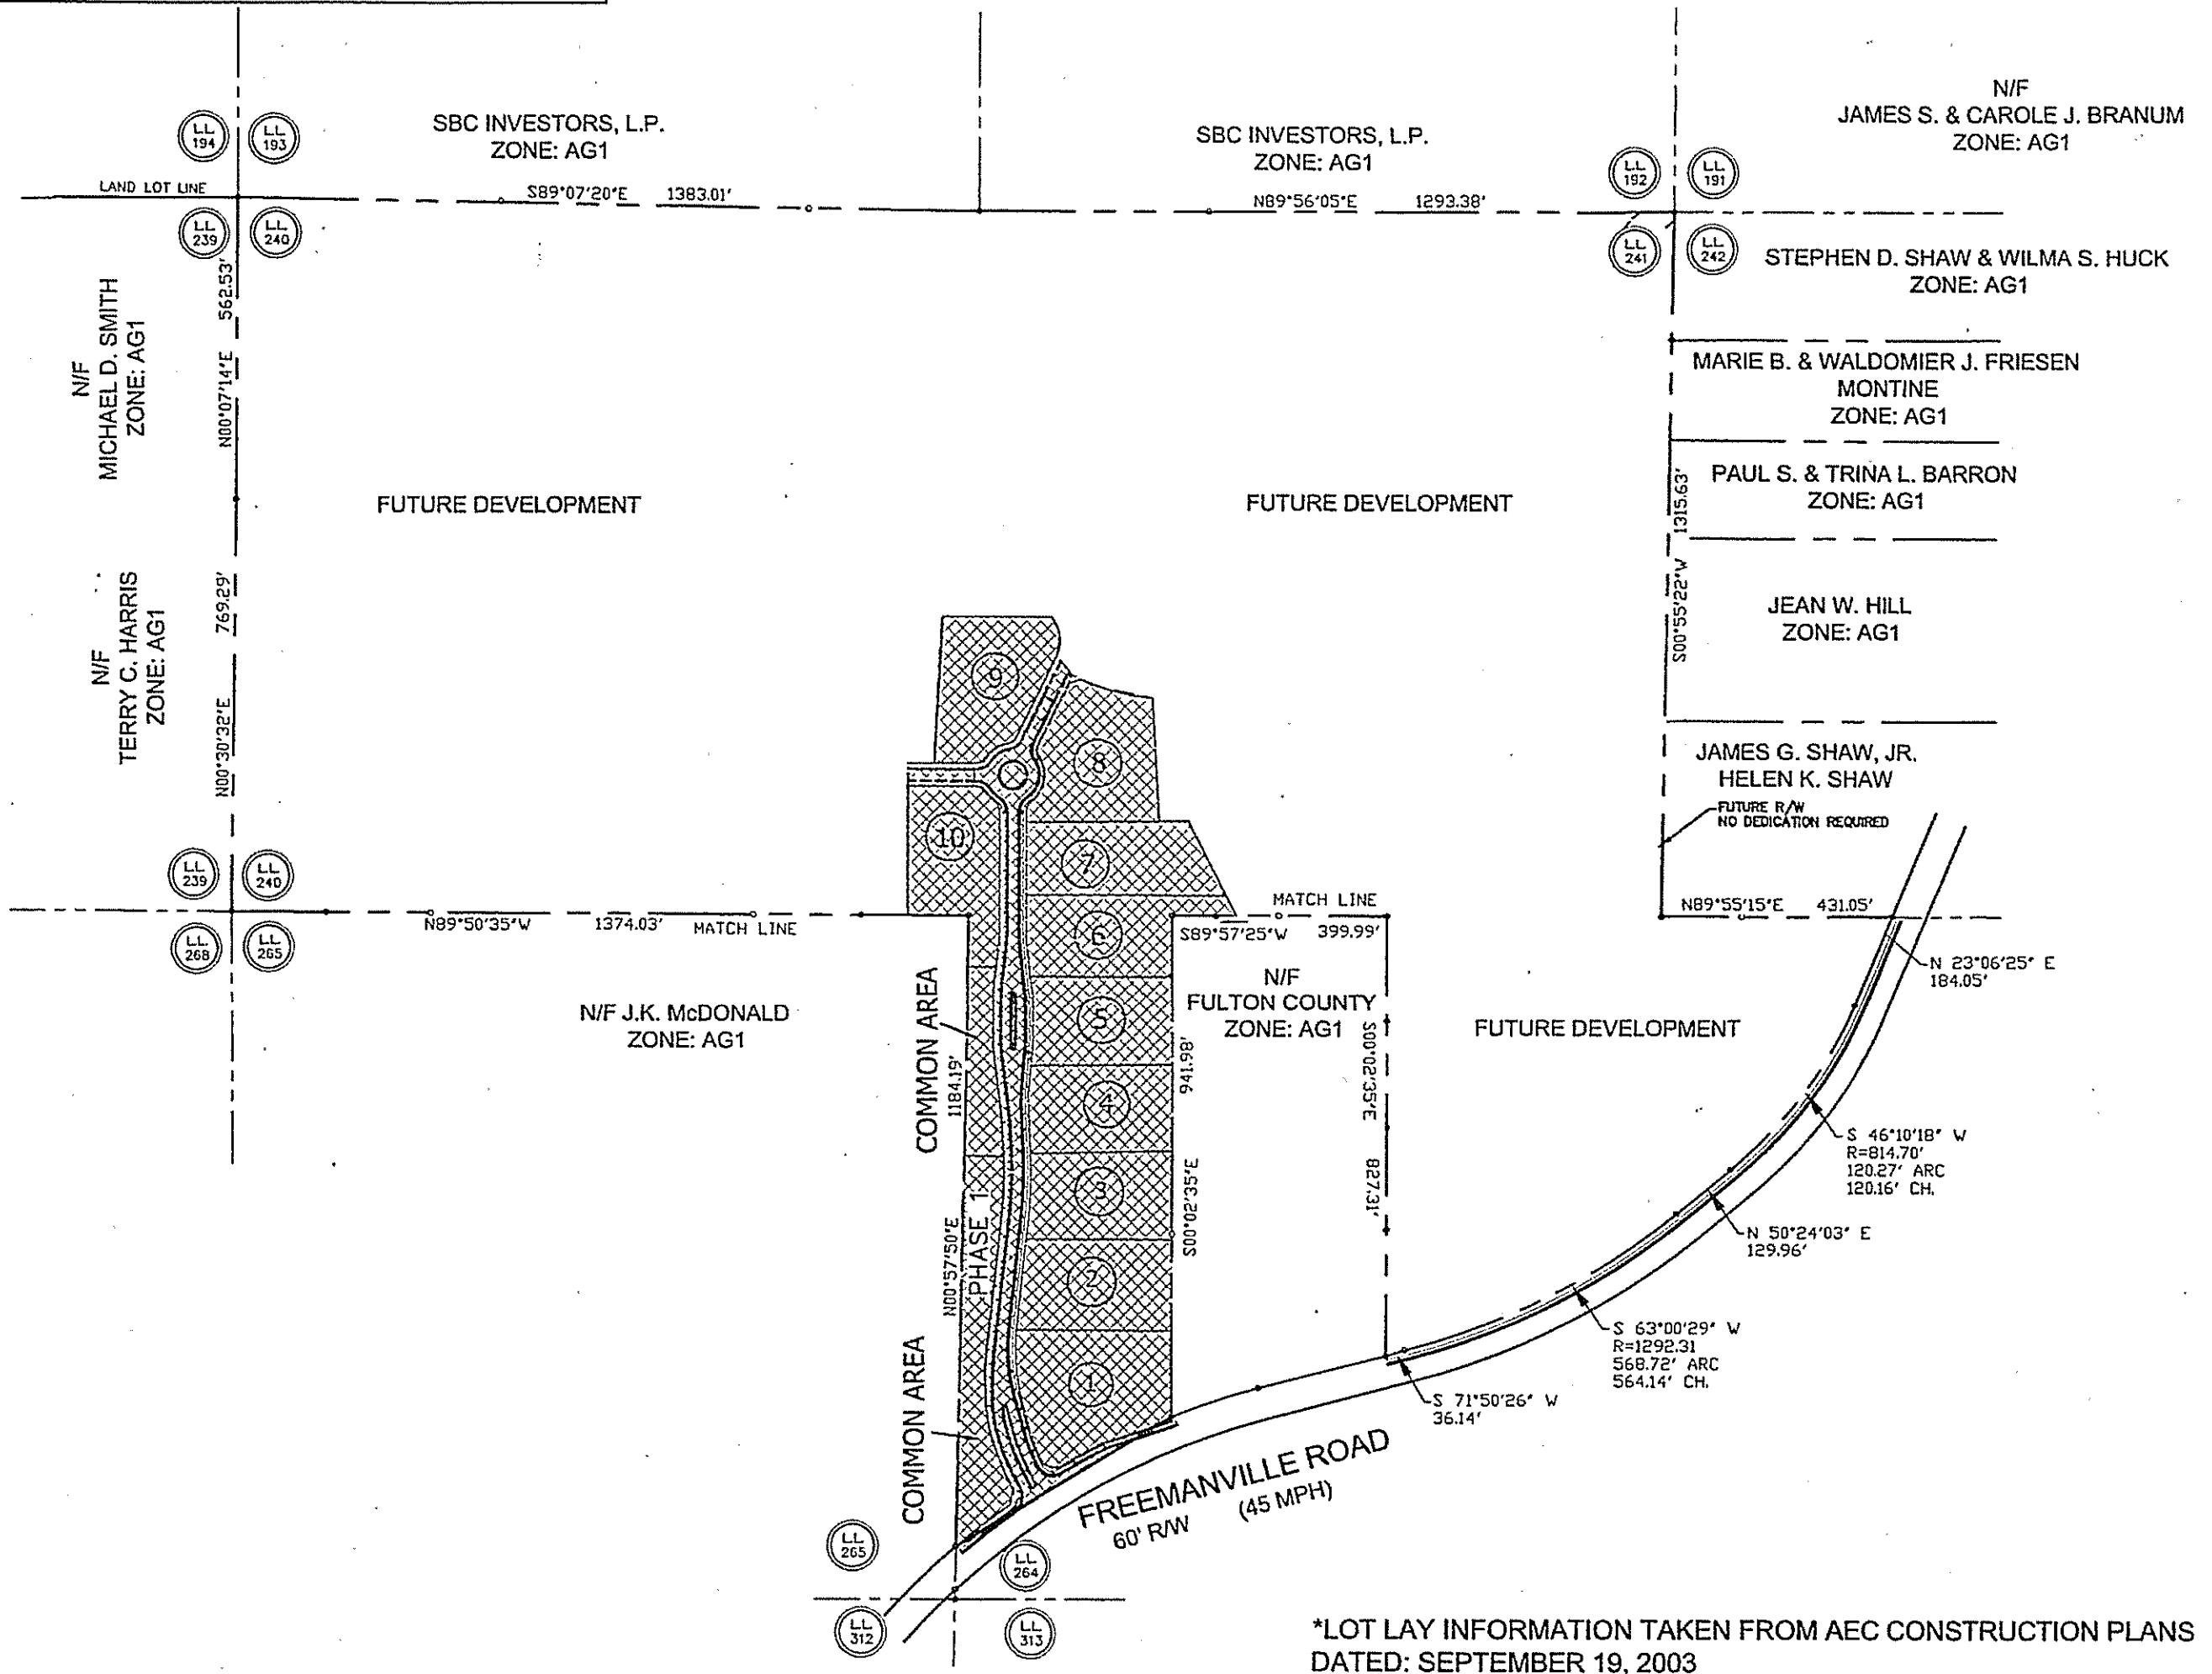 N/F
JAMES S. & CAROLE J. BRANUM
ZONE: AG1
SBC INVESTORS, L.P.
ZONE: AG1
SBC INVESTORS, L.P.
ZONE: AG1
LL
194
LL
193
LL
192
LL
191
LAND LOT LINE
S89°07'20"E 1383.01'
N89°56'05"E 1293.38'
LL
239
LL
240
LL
241
LL
242
STEPHEN D. SHAW & WILMA S. HUCK
ZONE: AG1
N/F
MICHAEL D. SMITH
ZONE: AG1
N00°07'14"E 562.53'
MARIE B. & WALDOMIER J. FRIESEN
MONTINE
ZONE: AG1
PAUL S. & TRINA L. BARRON
ZONE: AG1
FUTURE DEVELOPMENT
FUTURE DEVELOPMENT
S00°55'22"W 1315.63'
N/F
TERRY C. HARRIS
ZONE: AG1
N00°30'32"E 769.29'
JEAN W. HILL
ZONE: AG1
JAMES G. SHAW, JR.
HELEN K. SHAW
FUTURE R/W
NO DEDICATION REQUIRED
9
8
10
7
6
5
4
3
2
1
LL
239
LL
240
LL
268
LL
265
N89°50'35"W 1374.03' MATCH LINE
MATCH LINE
S89°57'25"W 399.99'
N89°55'15"E 431.05'
N 23°06'25" E
184.05'
N/F J.K. McDONALD
ZONE: AG1
COMMON AREA
1184.19'
N00°57'50"E
PHASE 1
N/F
FULTON COUNTY
ZONE: AG1
941.98'
S00°02'35"E
S00°02'35"E 827.31'
FUTURE DEVELOPMENT
S 46°10'18" W
R=814.70'
120.27' ARC
120.16' CH.
N 50°24'03" E
129.96'
S 63°00'29" W
R=1292.31
568.72' ARC
564.14' CH.
S 71°50'26" W
36.14'
COMMON AREA
FREEMANVILLE ROAD
60' R/W (45 MPH)
LL
265
LL
264
LL
312
LL
313
*LOT LAY INFORMATION TAKEN FROM AEC CONSTRUCTION PLANS
DATED: SEPTEMBER 19, 2003